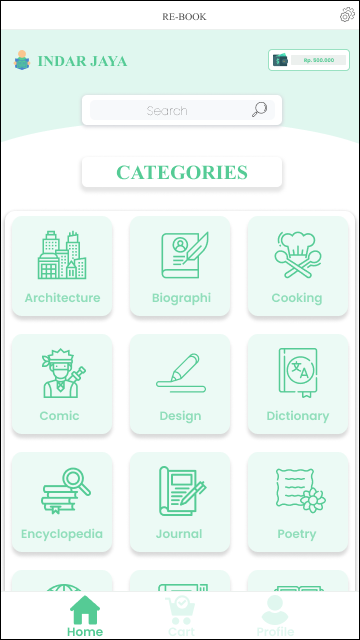 RE-BOOK
INDAR JAYA
Rp. 500.000
Search
CATEGORIES
Architecture
Biographi
Cooking
Comic
Design
Dictionary
Encyclopedia
Journal
Poetry
Home
Cart
Profile